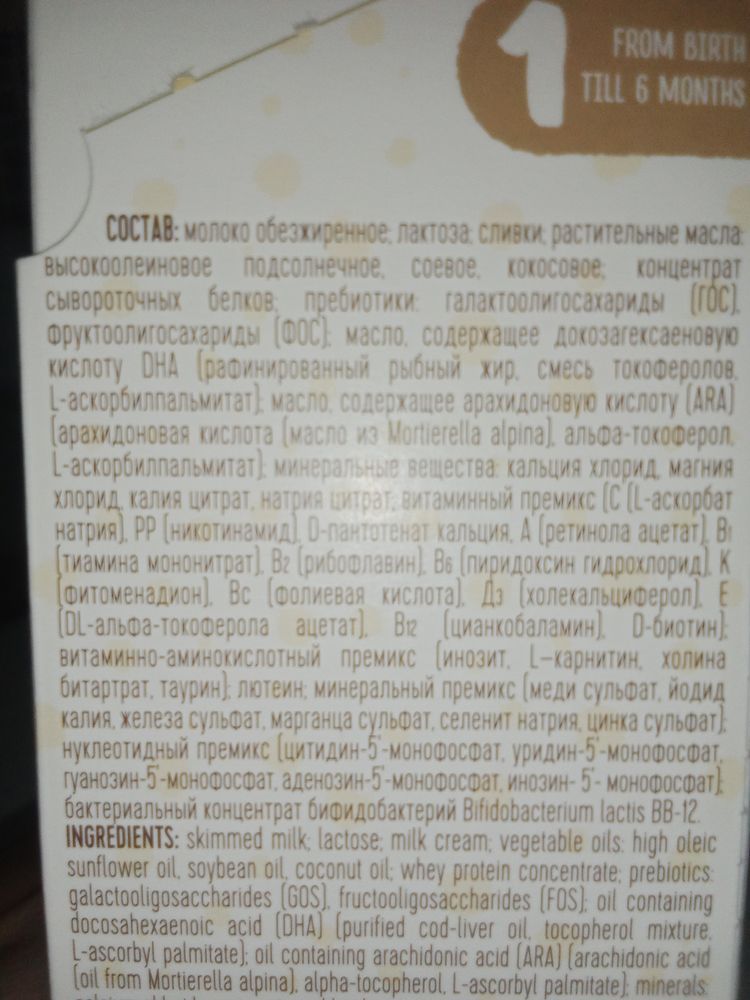 1
FROM BIRTH
TILL 6 MONTHS
СОСТАВ: молоко обезжиренное; лактоза; сливки; растительные масла:
высокоолеиновое подсолнечное, соевое, кокосовое; концентрат
сывороточных белков; пребиотики: галактоолигосахариды (ГОС),
фруктоолигосахариды (ФОС); масло, содержащее докозагексаеновую
кислоту DHA (рафинированный рыбный жир, смесь токоферолов,
L-аскорбилпальмитат); масло, содержащее арахидоновую кислоту (ARA)
(арахидоновая кислота (масло из Mortierella alpina), альфа-токоферол,
L-аскорбилпальмитат); минеральные вещества: кальция хлорид, магния
хлорид, калия цитрат, натрия цитрат; витаминный премикс (С (L-аскорбат
натрия), РР (никотинамид), D-пантотенат кальция, А (ретинола ацетат), B1
(тиамина мононитрат), B2 (рибофлавин), B6 (пиридоксин гидрохлорид), К
(фитоменадион), Вс (фолиевая кислота), Д3 (холекальциферол), Е
(DL-альфа-токоферола ацетат), B12 (цианкобаламин), D-биотин);
витаминно-аминокислотный премикс (инозит, L-карнитин, холина
битартрат, таурин); лютеин; минеральный премикс (меди сульфат, йодид
калия, железа сульфат, марганца сульфат, селенит натрия, цинка сульфат);
нуклеотидный премикс (цитидин-5'-монофосфат, уридин-5'-монофосфат,
гуанозин-5'-монофосфат, аденозин-5'-монофосфат, инозин- 5'- монофосфат);
бактериальный концентрат бифидобактерий Bifidobacterium lactis BB-12.
INGREDIENTS: skimmed milk; lactose; milk cream; vegetable oils: high oleic
sunflower oil, soybean oil, coconut oil; whey protein concentrate; prebiotics:
galactooligosaccharides (GOS), fructooligosaccharides (FOS); oil containing
docosahexaenoic acid (DHA) (purified cod-liver oil, tocopherol mixture,
L-ascorbyl palmitate); oil containing arachidonic acid (ARA) (arachidonic acid
(oil from Mortierella alpina), alpha-tocopherol, L-ascorbyl palmitate); minerals: